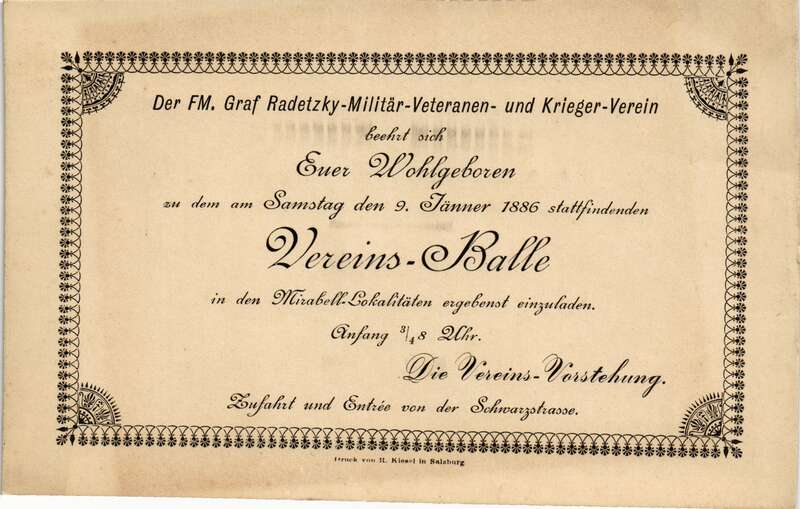 Der FM. Graf Radetzky-Militär-Veteranen- und Krieger-Verein
beehrt sich
Euer Wohlgeboren
zu dem am Samstag den 9. Jänner 1886 stattfindenden
Vereins-Balle
in den Mirabell-Lokalitäten ergebenst einzuladen.
Anfang 3/4 8 Uhr.
Die Vereins-Vorstehung.
Zufahrt und Entrée von der Schwarzstrasse.
Druck von R. Kiesel in Salzburg